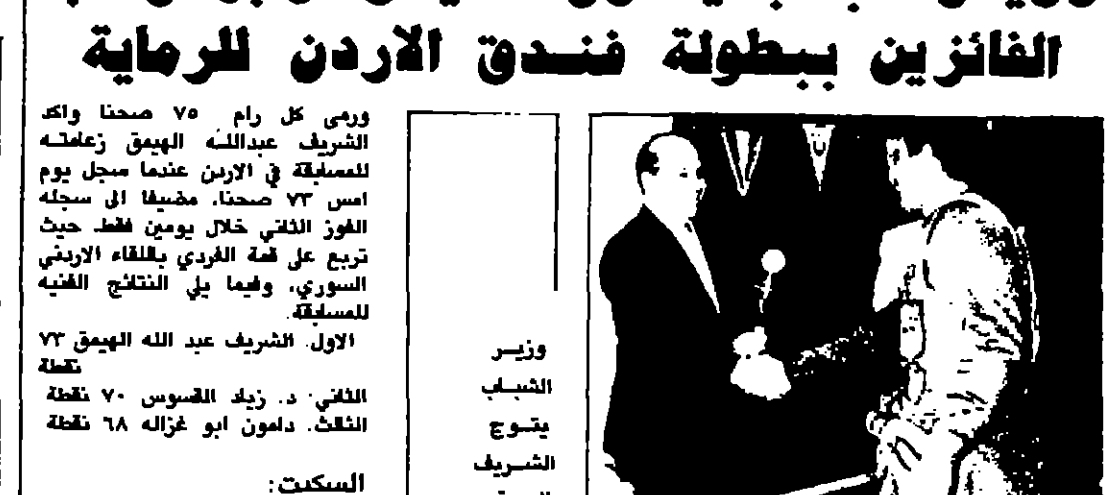 الفائزين ببطولة فندق الاردن للرماية
ورمى كل رام ٧٥ صحنا واكد
الشريف عبدالله الهيمق زعامته
للمسابقة في الاردن عندما سجل يوم
امس ٧٣ صحنا، مضيفا الى سجله
الفوز الثاني خلال يومين فقط حيث
تربع على قمة الفردي باللقاء الاردني
السوري، وفيما يلي النتائج الفنيه
للمسابقة.
الاول. الشريف عبد الله الهيمق ٧٣
نقطة
الثاني. د. زياد القسوس ٧٠ نقطة
الثالث. دامون ابو غزاله ٦٨ نقطة
السكيت:
وزير
الشباب
يتوج
الشريف